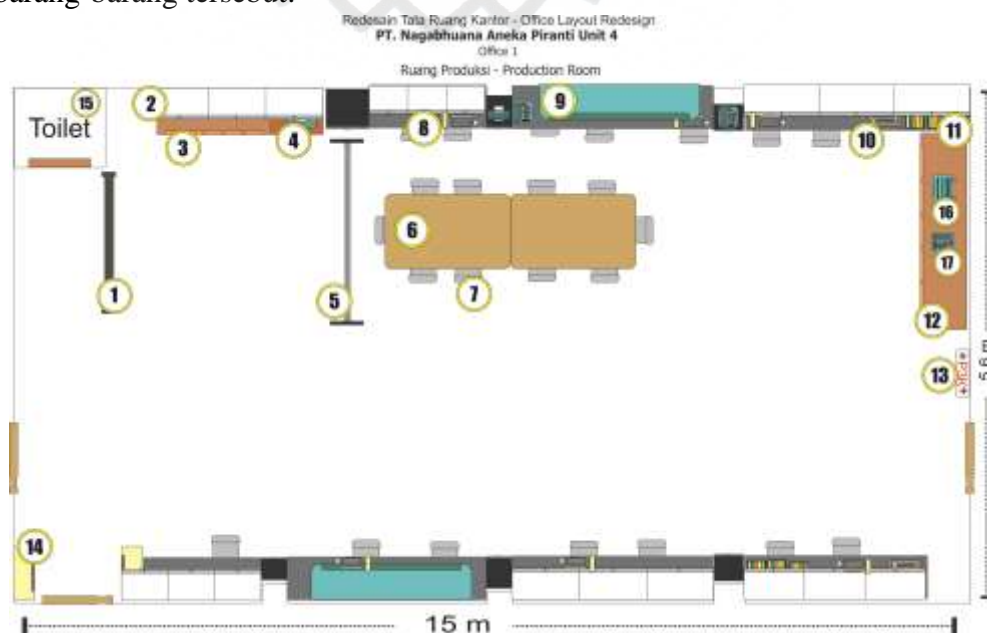 barang-barang tersebut.
Redesain Tata Ruang Kantor - Office Layout Redesign
PT. Nagabhuana Aneka Piranti Unit 4
Office 1
Ruang Produksi - Production Room
15
2
9
Toilet
8
11
3
4
10
16
6
17
1
5
7
12
13
5,6 m
14
15 m